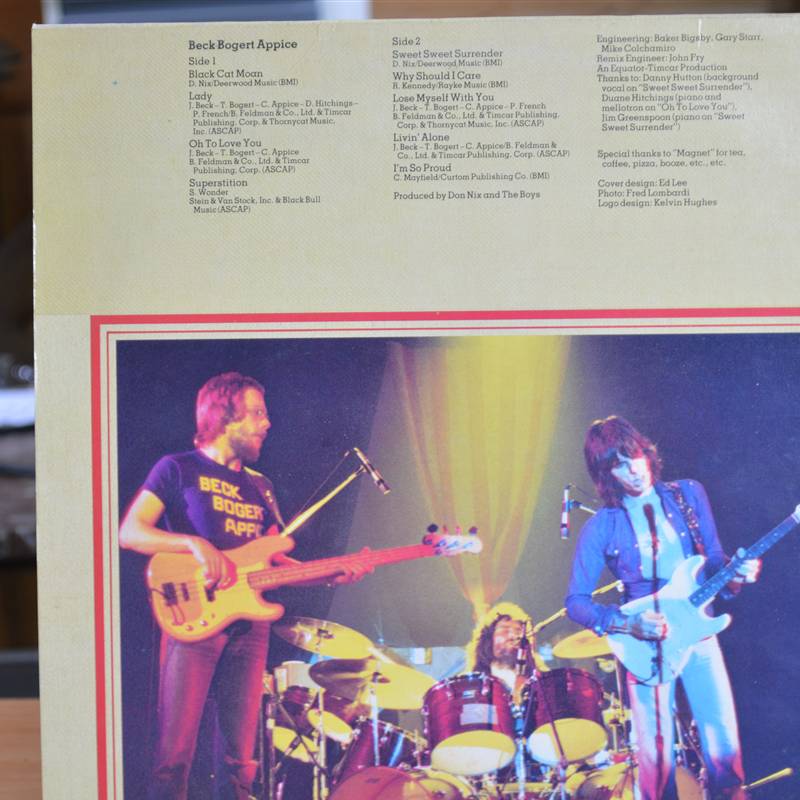 Beck Bogert Appice
Side 1
Black Cat Moan
D. Nix/Deerwood Music (BMI)
Lady
J. Beck - T. Bogert - C. Appice - D. Hitchings -
P. French/B. Feldman & Co., Ltd. & Timcar
Publishing. Corp. & Thornycat Music,
Inc. (ASCAP)
Oh To Love You
J. Beck - T. Bogert - C. Appice
B. Feldman & Co., Ltd. & Timcar
Publishing, Corp. (ASCAP)
Superstition
S. Wonder
Stein & Van Stock, Inc. & Black Bull
Music (ASCAP)
Side 2
Sweet Sweet Surrender
D. Nix/Deerwood Music (BMI)
Why Should I Care
R. Kennedy/Rayke Music (BMI)
Lose Myself With You
J. Beck - T. Bogert - C. Appice - P. French
B. Feldman & Co., Ltd. & Timcar Publishing,
Corp. & Thornycat Music, Inc. (ASCAP)
Livin' Alone
J. Beck - T. Bogert - C. Appice/B. Feldman &
Co., Ltd. & Timcar Publishing, Corp. (ASCAP)
I'm So Proud
C. Mayfield/Curtom Publishing Co. (BMI)
Produced by Don Nix and The Boys
Engineering: Baker Bigsby, Gary Starr,
Mike Colchamiro
Remix Engineer: John Fry
An Equator-Timcar Production
Thanks to: Danny Hutton (background
vocal on "Sweet Sweet Surrender"),
Duane Hitchings (piano and
mellotron on "Oh To Love You"),
Jim Greenspoon (piano on "Sweet
Sweet Surrender")
Special thanks to "Magnet" for tea,
coffee, pizza, booze, etc., etc.
Cover design: Ed Lee
Photo: Fred Lombardi
Logo design: Kelvin Hughes
BECK
BOGERT
APPIC